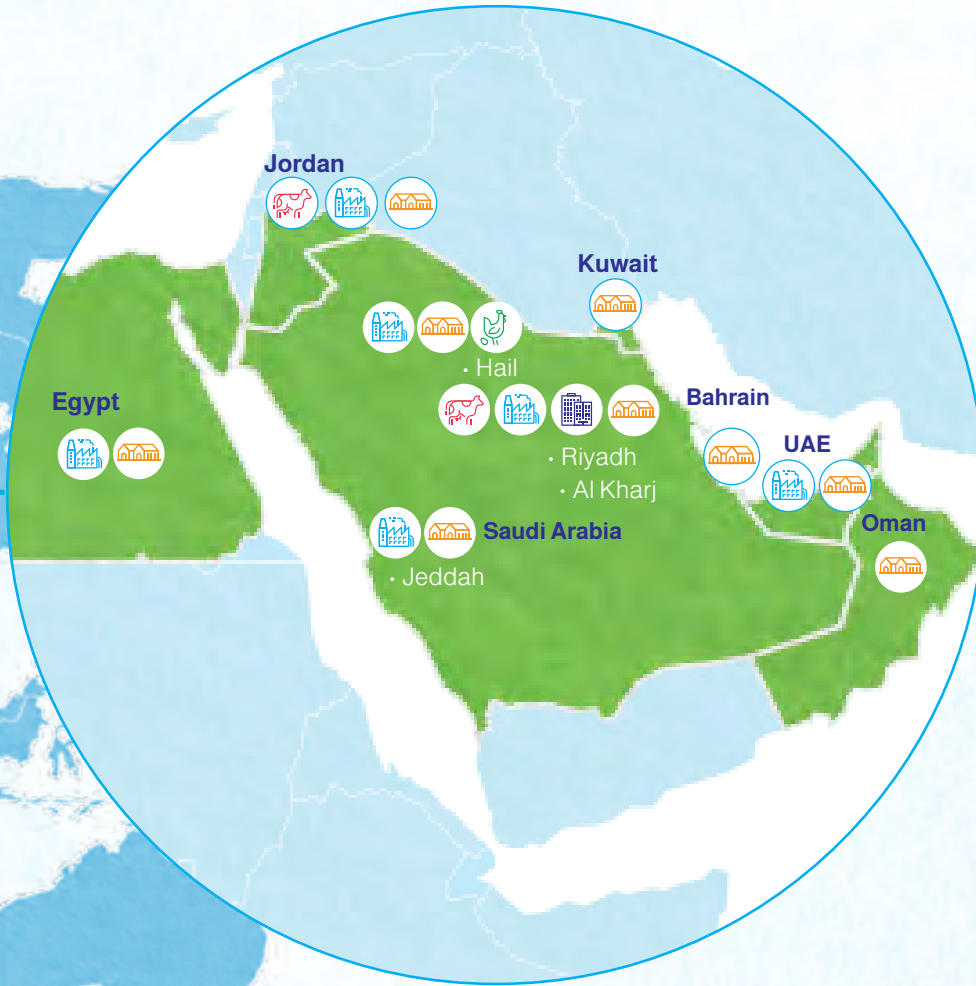 Jordan
Kuwait
· Hail
Egypt
Bahrain
UAE
· Riyadh
· Al Kharj
Oman
Saudi Arabia
· Jeddah